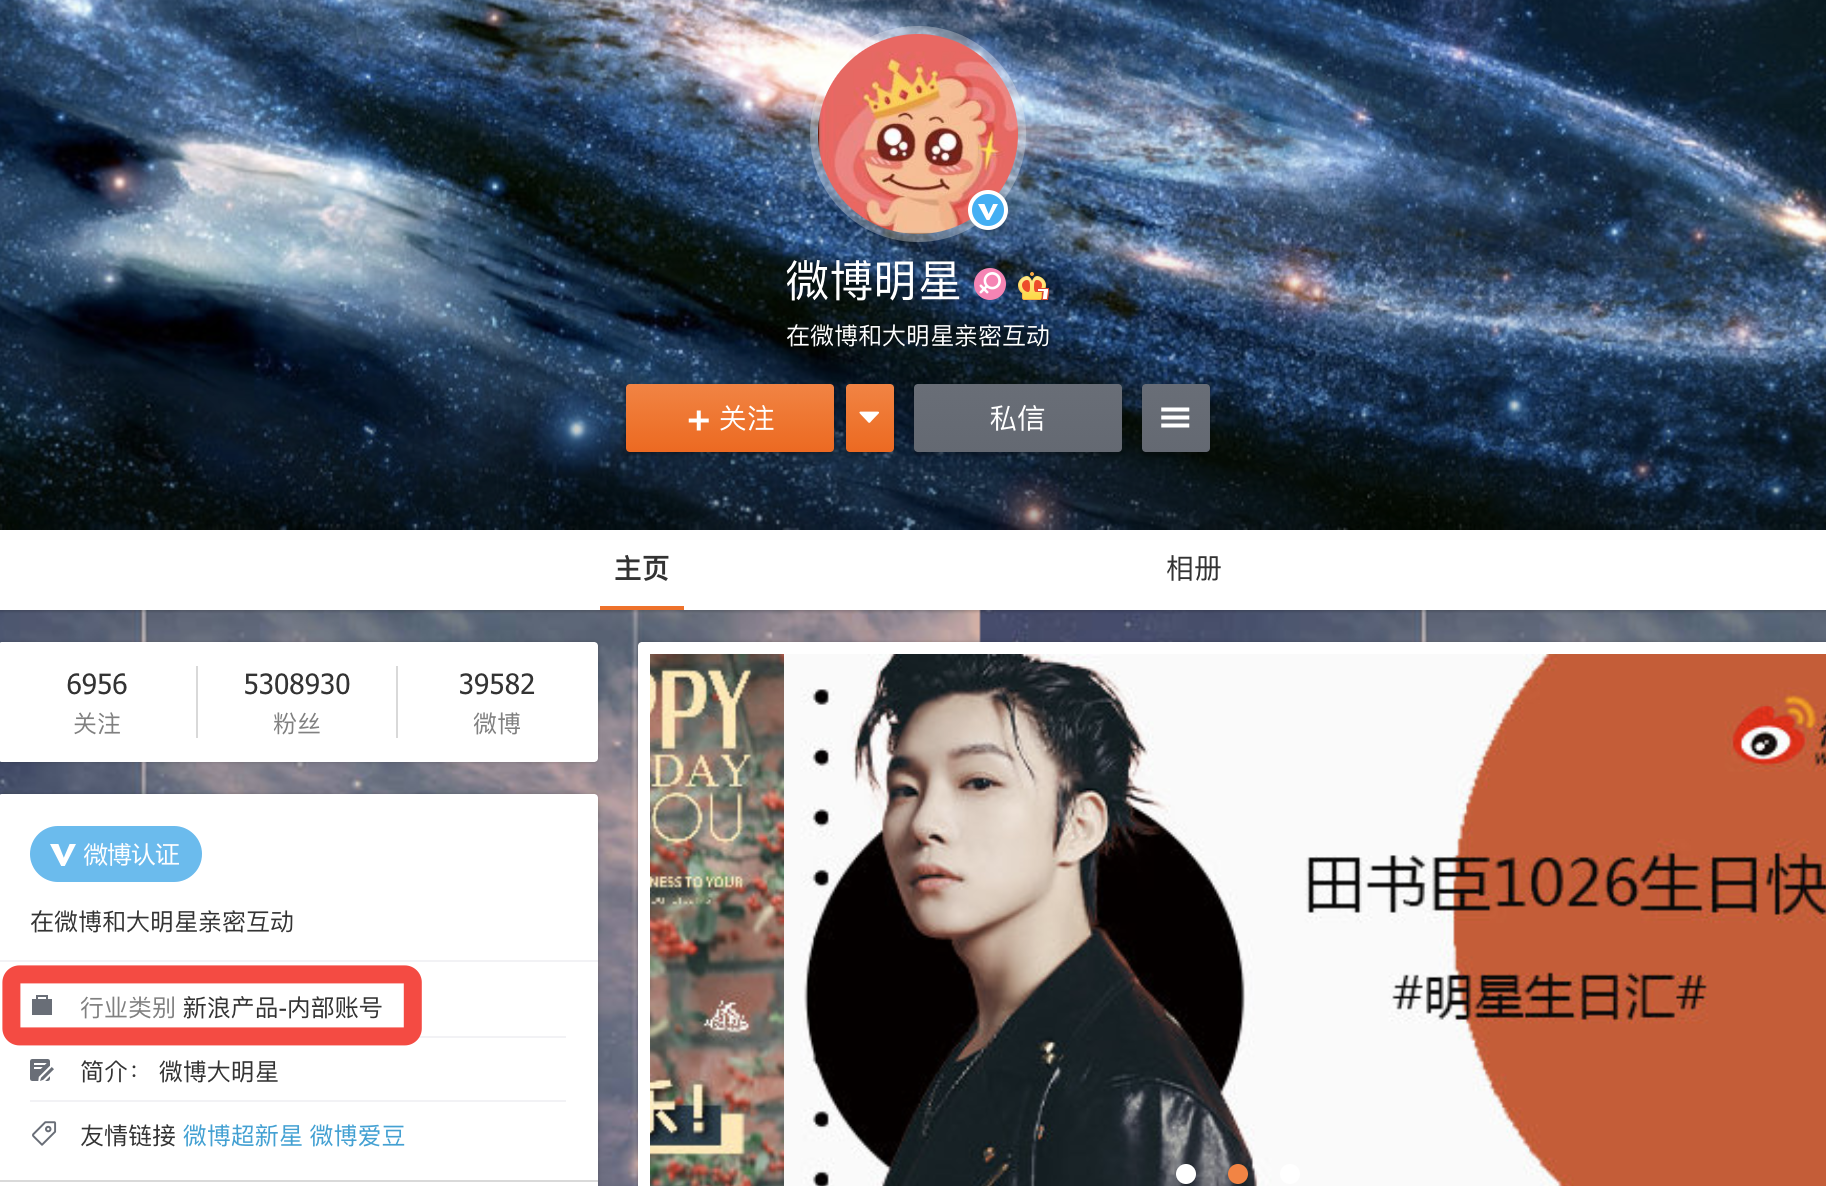 微博明星
在微博和大明星亲密互动
+ 关注
私信
主页
相册
6956
关注
5308930
粉丝
39582
微博
V 微博认证
在微博和大明星亲密互动
行业类别 新浪产品-内部账号
简介： 微博大明星
友情链接 微博超新星 微博爱豆
PPY
DAY
OU
NESS TO YOUR
乐!
田书臣1026生日快
#明星生日汇#